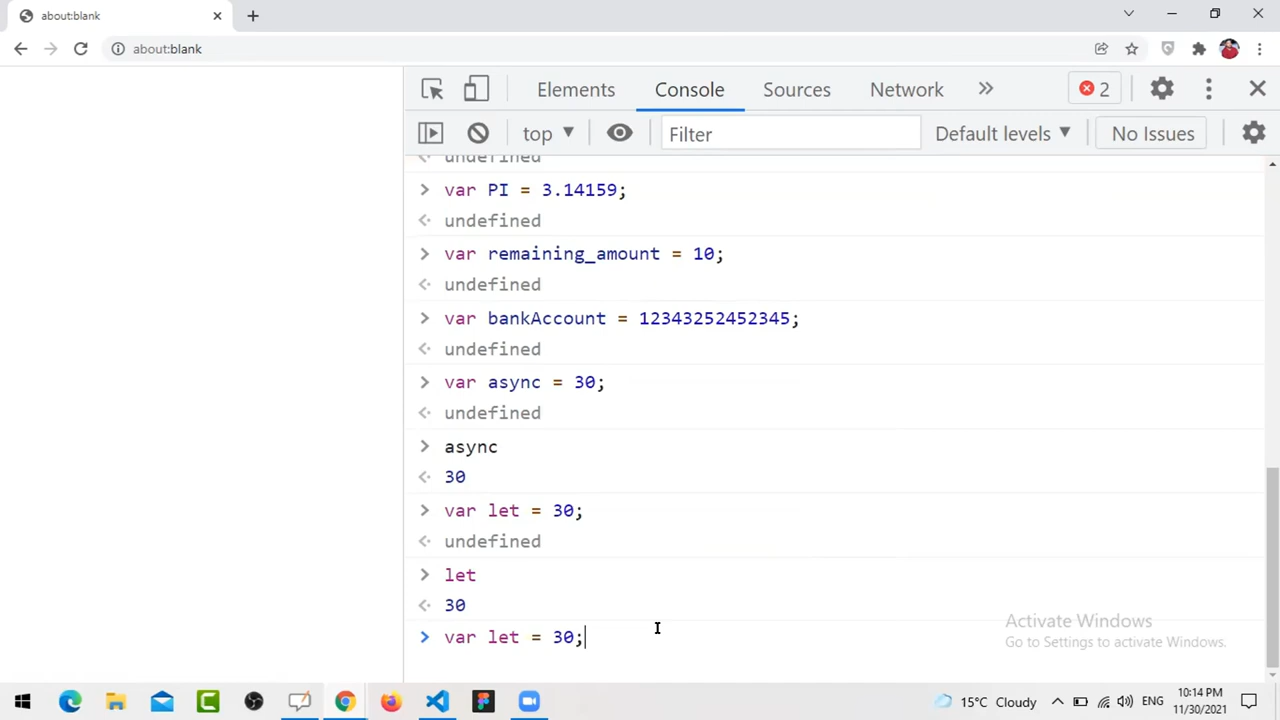 about:blank
about:blank
Elements Console Sources Network 2
top Filter Default levels No Issues
undefined
> var PI = 3.14159;
undefined
> var remaining_amount = 10;
undefined
> var bankAccount = 12343252452345;
undefined
> var async = 30;
undefined
> async
30
> var let = 30;
undefined
> let
30
> var let = 30;
Activate Windows
Go to Settings to activate Windows.
15°C Cloudy ENG
10:14 PM
11/30/2021